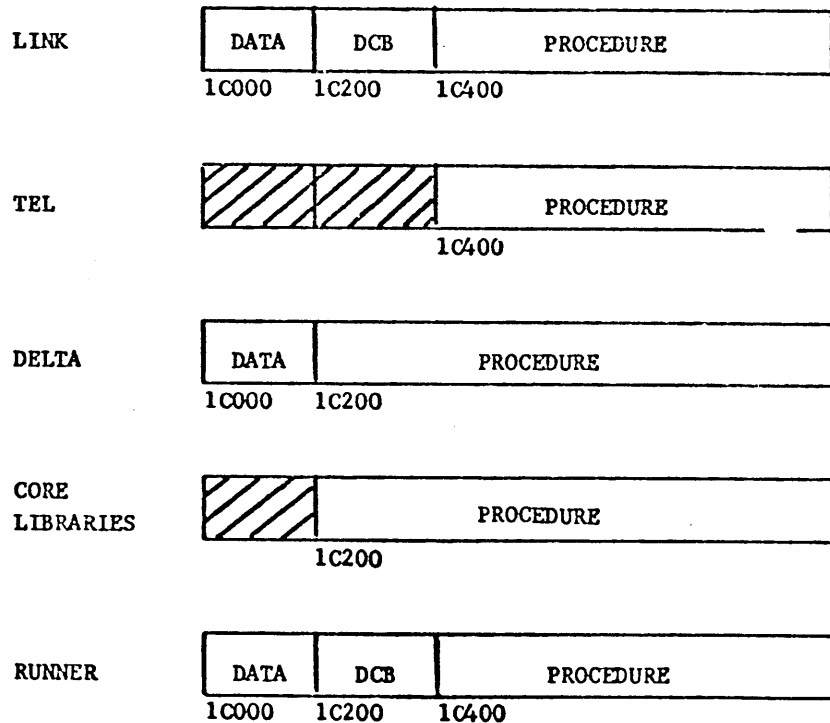 LINK DATA DCB PROCEDURE
1C000 1C200 1C400
TEL PROCEDURE
1C400
DELTA DATA PROCEDURE
1C000 1C200
CORE
LIBRARIES PROCEDURE
1C200
RUNNER DATA DCB PROCEDURE
1C000 1C200 1C400